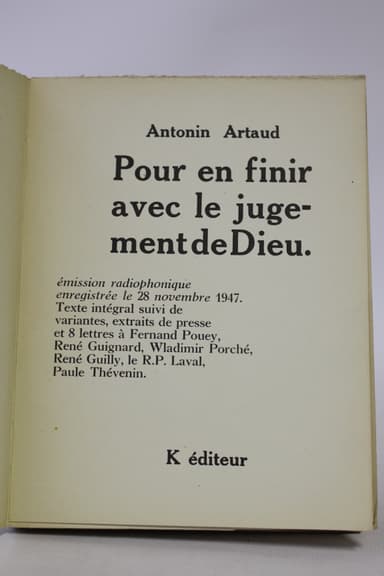 Antonin Artaud
Pour en finir
avec le juge-
ment de Dieu.
émission radiophonique
enregistrée le 28 novembre 1947.
Texte intégral suivi de
variantes, extraits de presse
et 8 lettres à Fernand Pouey,
René Guignard, Wladimir Porché,
René Guilly, le R.P. Laval,
Paule Thévenin.
K éditeur